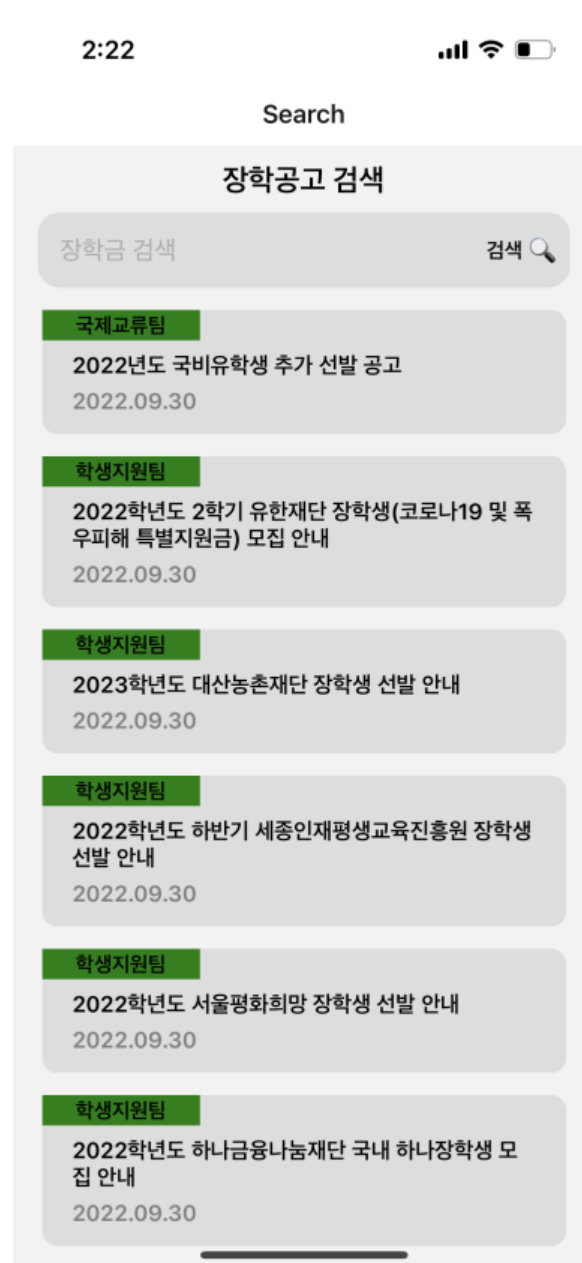 2:22
Search
장학공고 검색
장학금 검색 검색
국제교류팀
2022년도 국비유학생 추가 선발 공고
2022.09.30
학생지원팀
2022학년도 2학기 유한재단 장학생(코로나19 및 폭
우피해 특별지원금) 모집 안내
2022.09.30
학생지원팀
2023학년도 대산농촌재단 장학생 선발 안내
2022.09.30
학생지원팀
2022학년도 하반기 세종인재평생교육진흥원 장학생
선발 안내
2022.09.30
학생지원팀
2022학년도 서울평화희망 장학생 선발 안내
2022.09.30
학생지원팀
2022학년도 하나금융나눔재단 국내 하나장학생 모
집 안내
2022.09.30